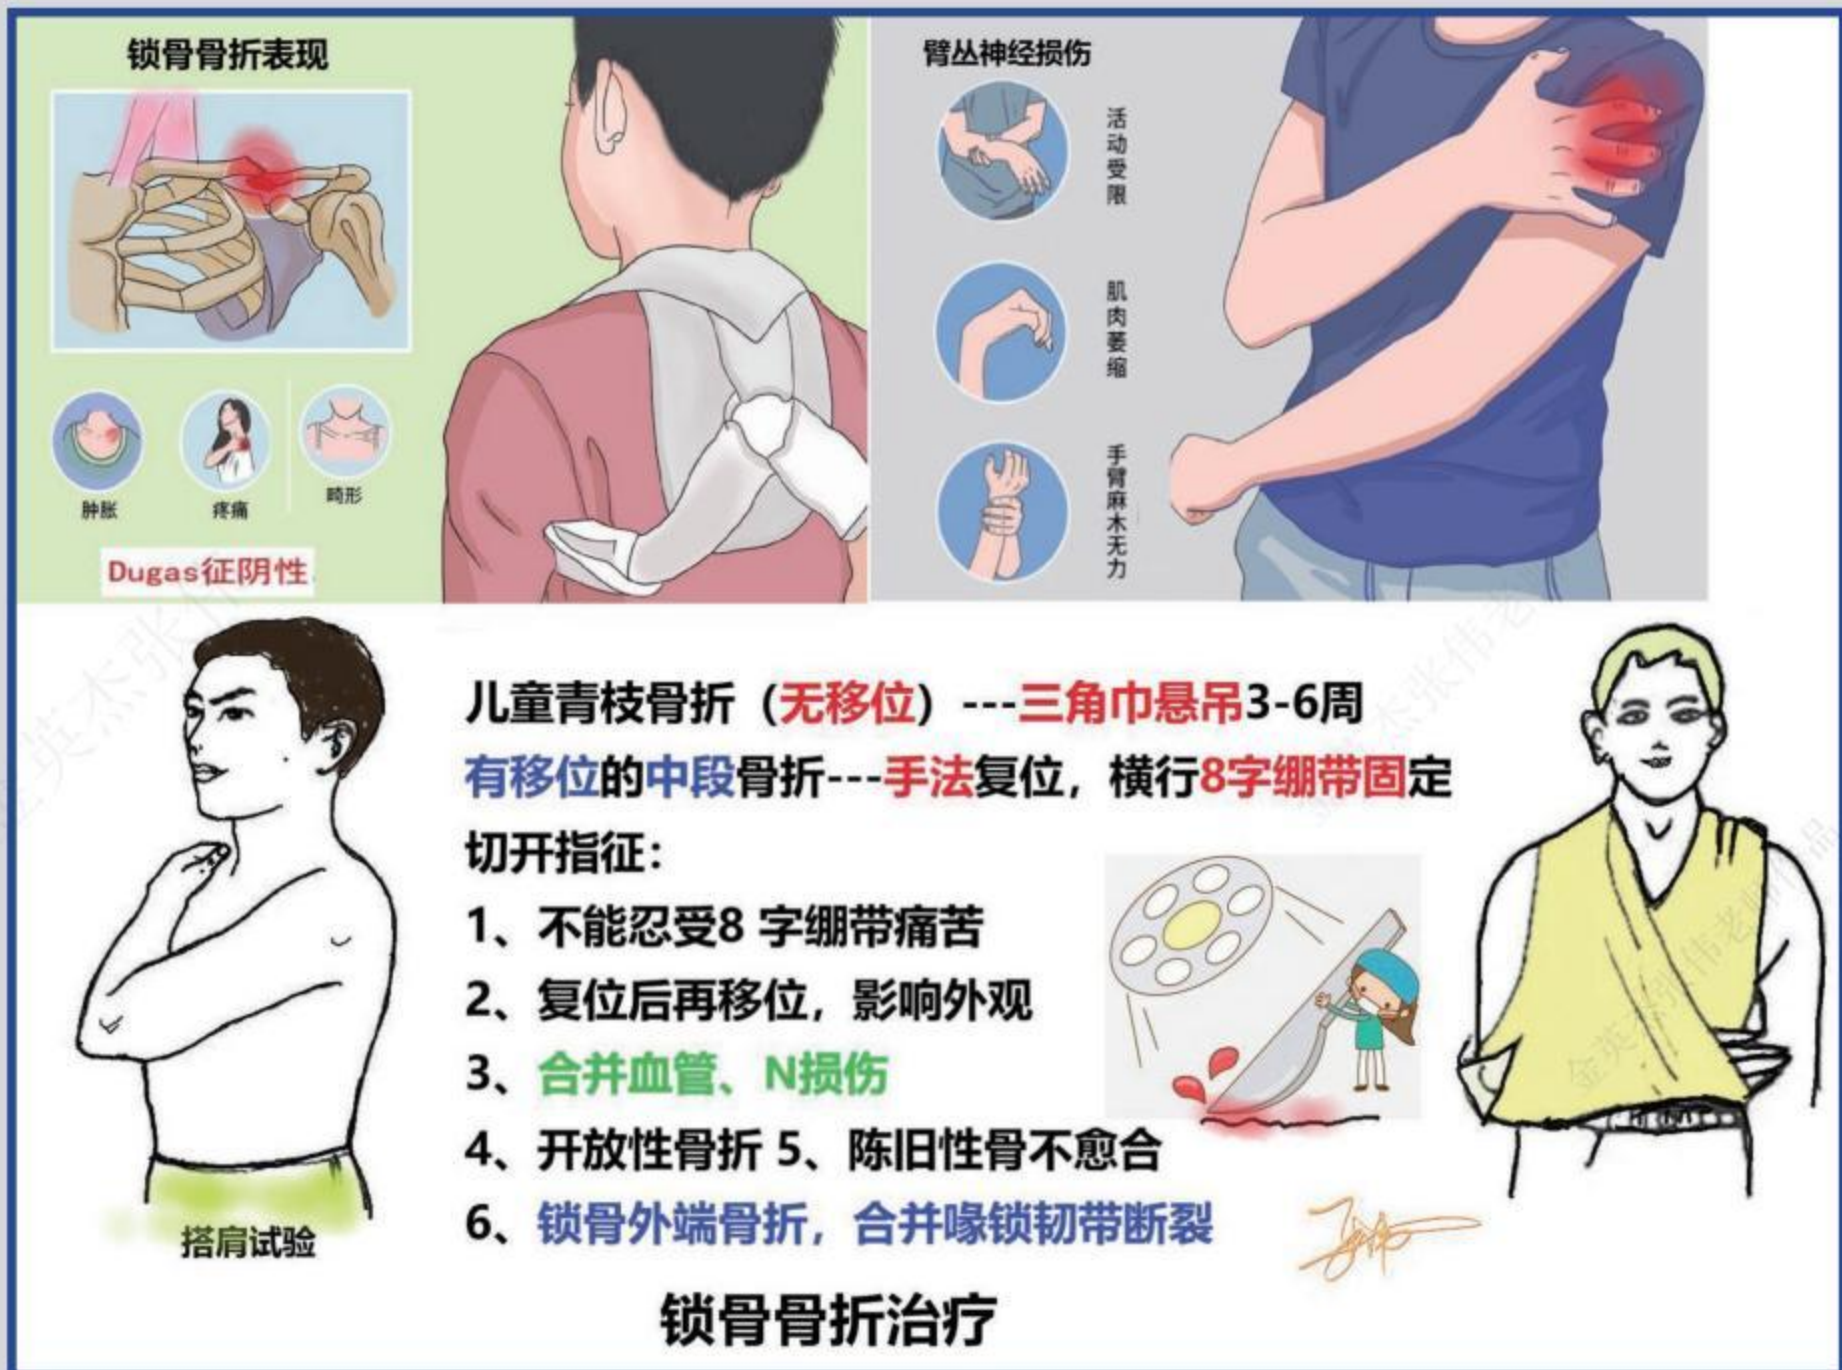 锁骨骨折表现
肿胀
疼痛
畸形
Dugas征阴性
臂丛神经损伤
活动受限
肌肉萎缩
手臂麻木无力
儿童青枝骨折（无移位）---三角巾悬吊3-6周
有移位的中段骨折---手法复位，横行8字绷带固定
切开指征：
1、不能忍受8 字绷带痛苦
2、复位后再移位，影响外观
3、合并血管、N损伤
4、开放性骨折 5、陈旧性骨不愈合
6、锁骨外端骨折，合并喙锁韧带断裂
搭肩试验
锁骨骨折治疗